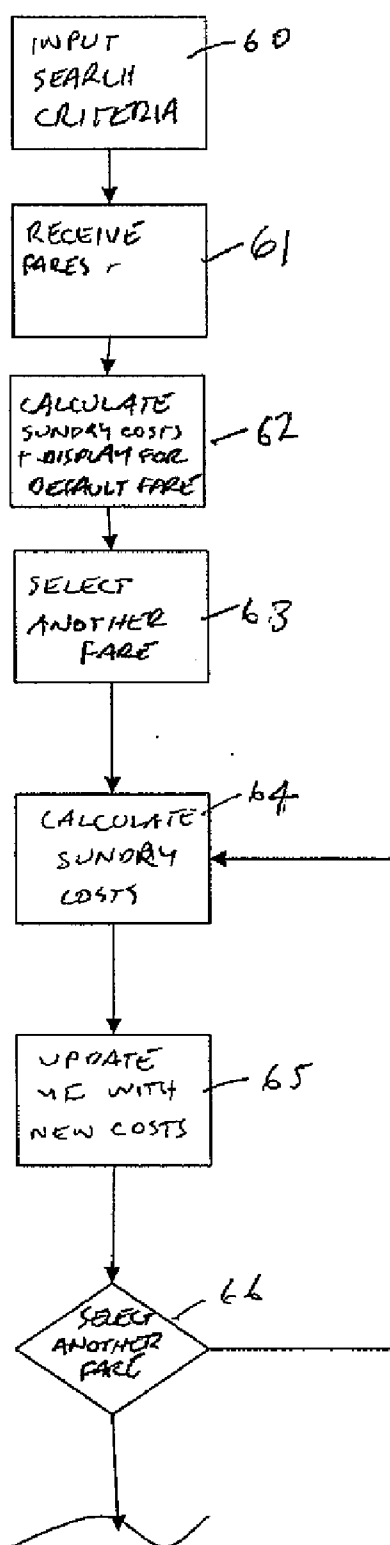 INPUT
SEARCH
CRITERIA
60
RECEIVE
FARES
61
CALCULATE
SUNDRY COSTS
+ DISPLAY FOR
DEFAULT FARE
62
SELECT
ANOTHER
FARE
63
CALCULATE
SUNDRY
COSTS
64
UPDATE
WITH
NEW COSTS
65
SELECT
ANOTHER
FARE
66